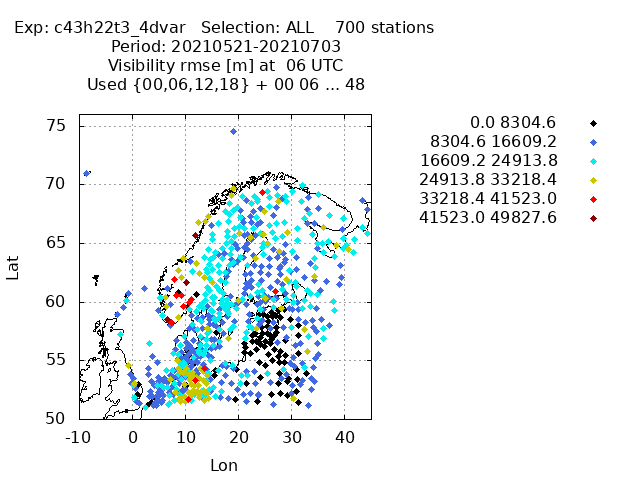 Exp: c43h22t3_4dvar   Selection: ALL    700 stations
Period: 20210521-20210703
Visibility rmse [m] at  06 UTC
Used {00,06,12,18} + 00 06 ... 48
0.0 8304.6
8304.6 16609.2
16609.2 24913.8
24913.8 33218.4
33218.4 41523.0
41523.0 49827.6
75
70
65
60
55
50
Lat
-10 0 10 20 30 40
Lon